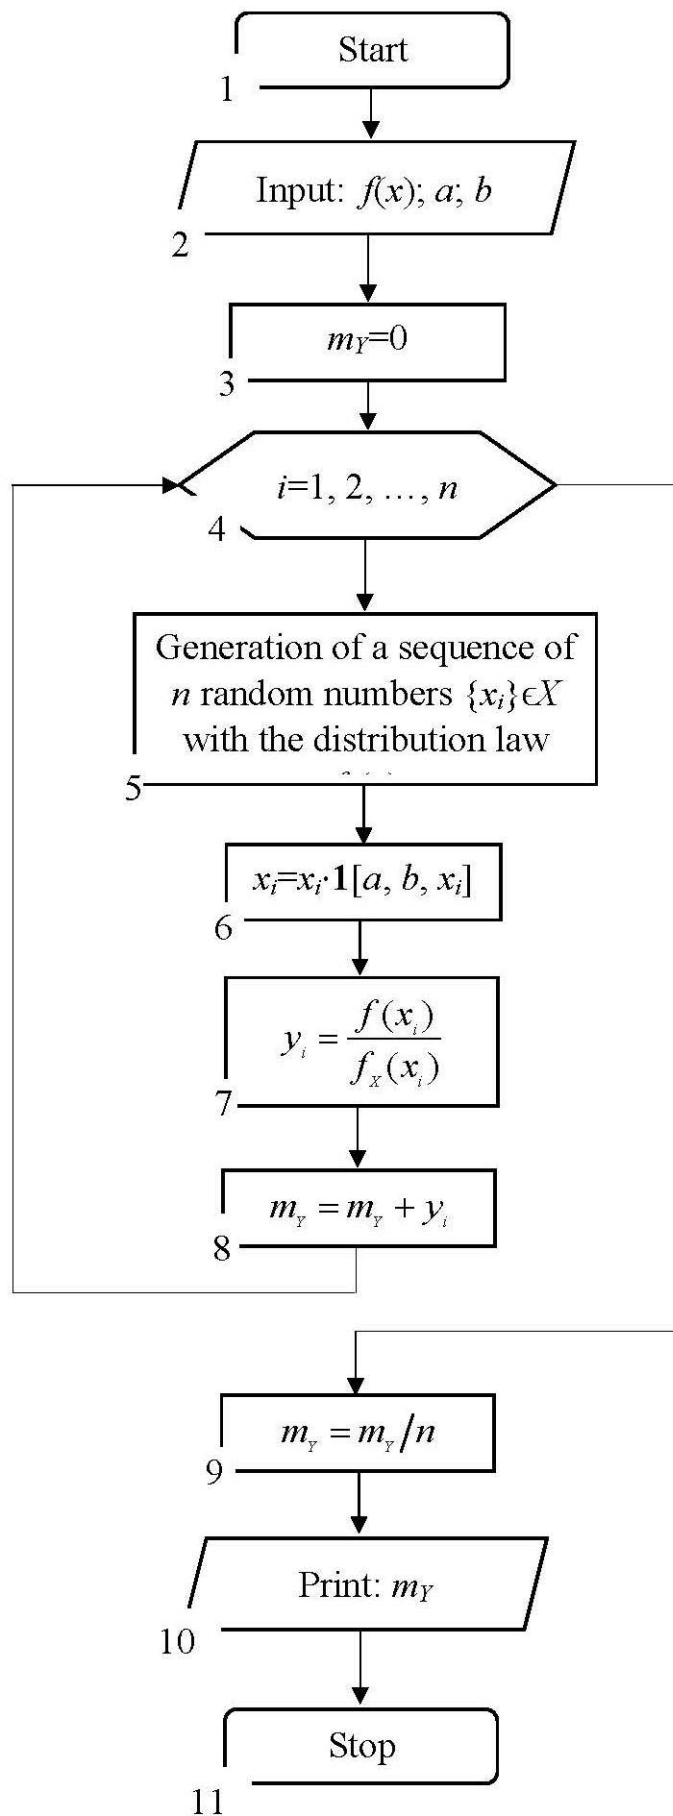 Start
1
Input: f(x); a; b
2
m_Y=0
3
i=1, 2, …, n
4
Generation of a sequence of
n random numbers {x_i}ϵX
with the distribution law
5
x_i=x_i·1[a, b, x_i]
6
y_i = f(x_i) / f_X(x_i)
7
m_Y = m_Y + y_i
8
m_Y = m_Y/n
9
Print: m_Y
10
Stop
11